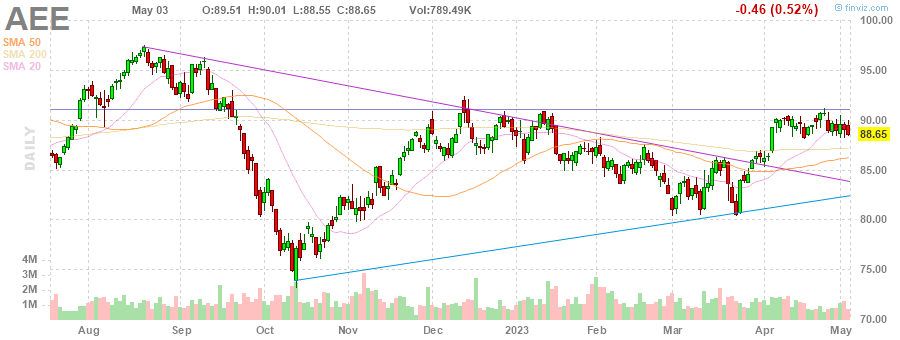 AEE
May 03 O:89.51 H:90.01 L:88.55 C:88.65 Vol:789.49K -0.46 (0.52%)
© finviz.com
SMA 50
SMA 200
SMA 20
DAILY
100.00
95.00
90.00
88.65
85.00
80.00
75.00
70.00
4M
3M
2M
1M
Aug Sep Oct Nov Dec 2023 Feb Mar Apr May